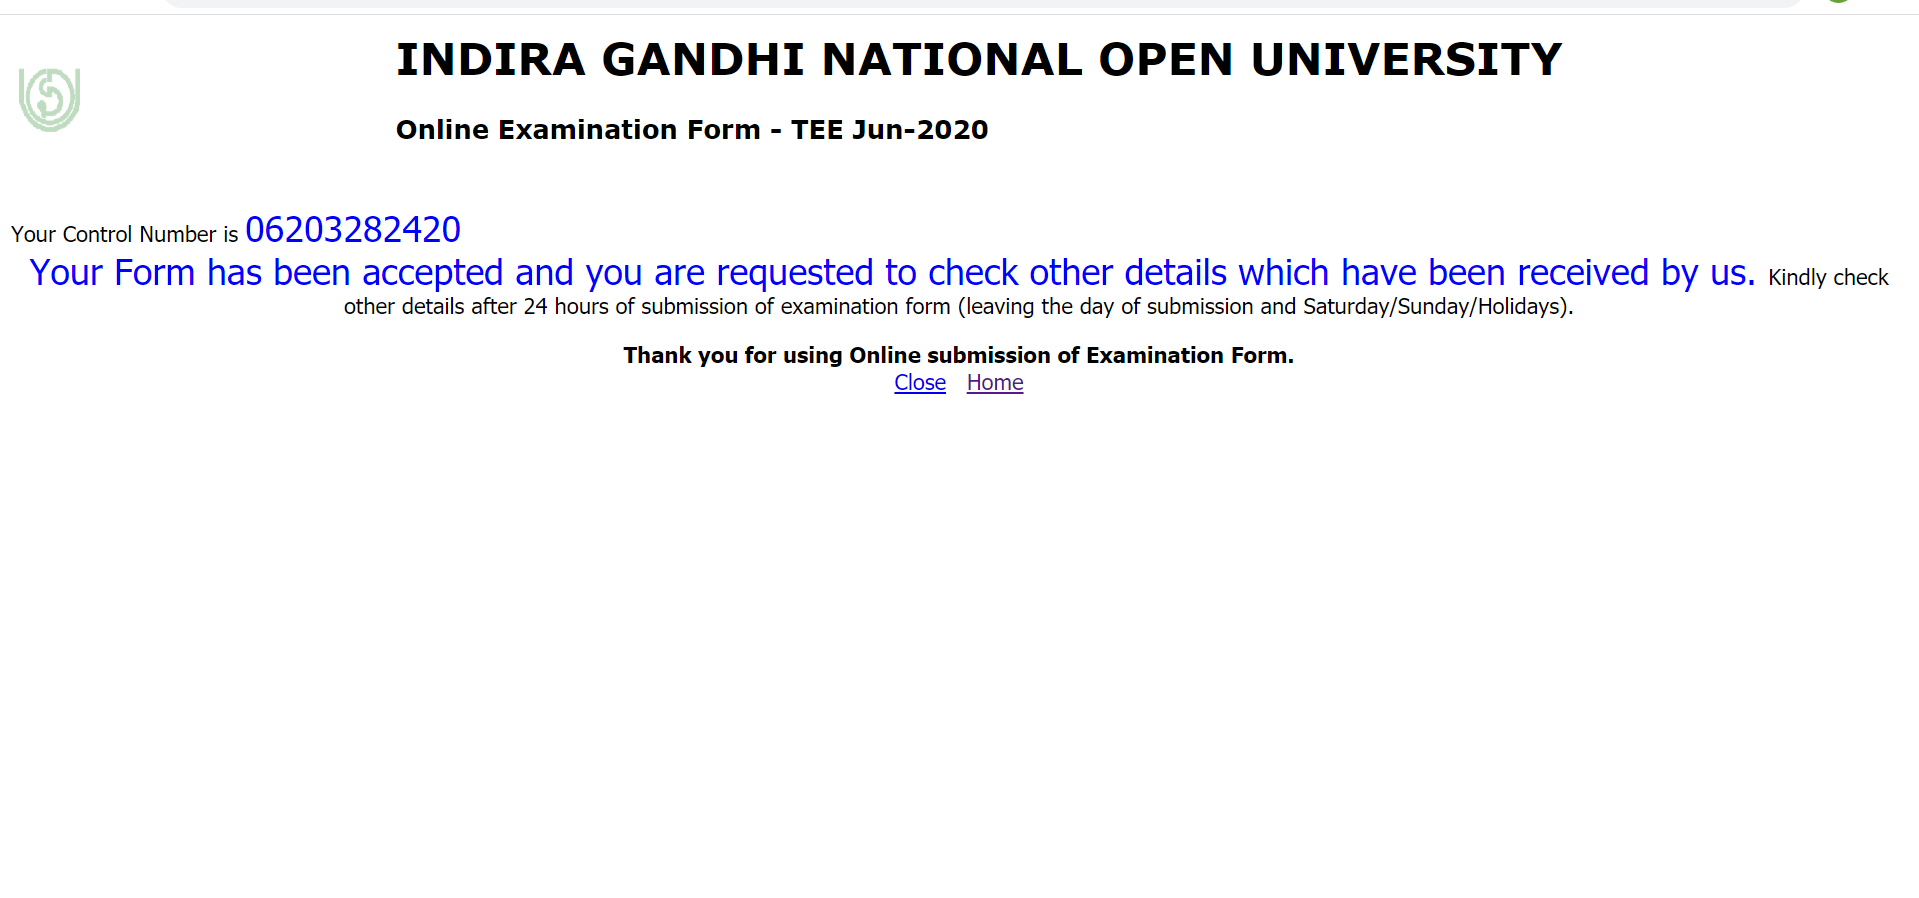 INDIRA GANDHI NATIONAL OPEN UNIVERSITY
Online Examination Form - TEE Jun-2020
Your Control Number is 06203282420
Your Form has been accepted and you are requested to check other details which have been received by us. Kindly check
other details after 24 hours of submission of examination form (leaving the day of submission and Saturday/Sunday/Holidays).
Thank you for using Online submission of Examination Form.
Close Home